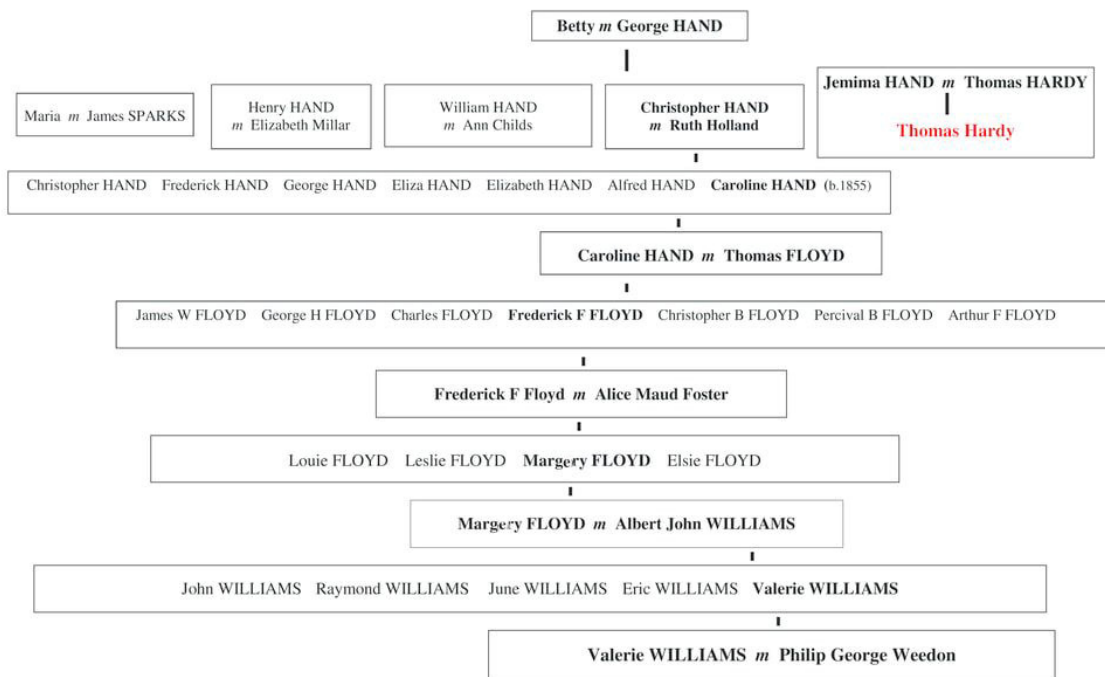 Betty m George HAND
Maria m James SPARKS
Henry HAND
m Elizabeth Millar
William HAND
m Ann Childs
Christopher HAND
m Ruth Holland
Jemima HAND m Thomas HARDY
Thomas Hardy
Christopher HAND Frederick HAND George HAND Eliza HAND Elizabeth HAND Alfred HAND Caroline HAND (b.1855)
Caroline HAND m Thomas FLOYD
James W FLOYD George H FLOYD Charles FLOYD Frederick F FLOYD Christopher B FLOYD Percival B FLOYD Arthur F FLOYD
Frederick F Floyd m Alice Maud Foster
Louie FLOYD Leslie FLOYD Margery FLOYD Elsie FLOYD
Margery FLOYD m Albert John WILLIAMS
John WILLIAMS Raymond WILLIAMS June WILLIAMS Eric WILLIAMS Valerie WILLIAMS
Valerie WILLIAMS m Philip George Weedon